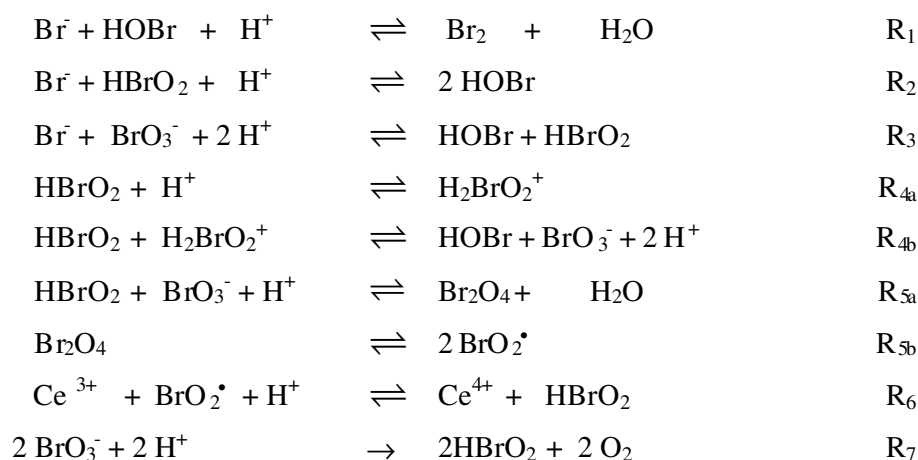 Br⁻ + HOBr + H⁺ ⇌ Br₂ + H₂O R₁
Br⁻ + HBrO₂ + H⁺ ⇌ 2 HOBr R₂
Br⁻ + BrO₃⁻ + 2 H⁺ ⇌ HOBr + HBrO₂ R₃
HBrO₂ + H⁺ ⇌ H₂BrO₂⁺ R₄ₐ
HBrO₂ + H₂BrO₂⁺ ⇌ HOBr + BrO₃⁻ + 2 H⁺ R₄b
HBrO₂ + BrO₃⁻ + H⁺ ⇌ Br₂O₄ + H₂O R₅ₐ
Br₂O₄ ⇌ 2 BrO₂• R₅b
Ce ³⁺ + BrO₂• + H⁺ ⇌ Ce⁴⁺ + HBrO₂ R₆
2 BrO₃⁻ + 2 H⁺ → 2HBrO₂ + 2 O₂ R₇